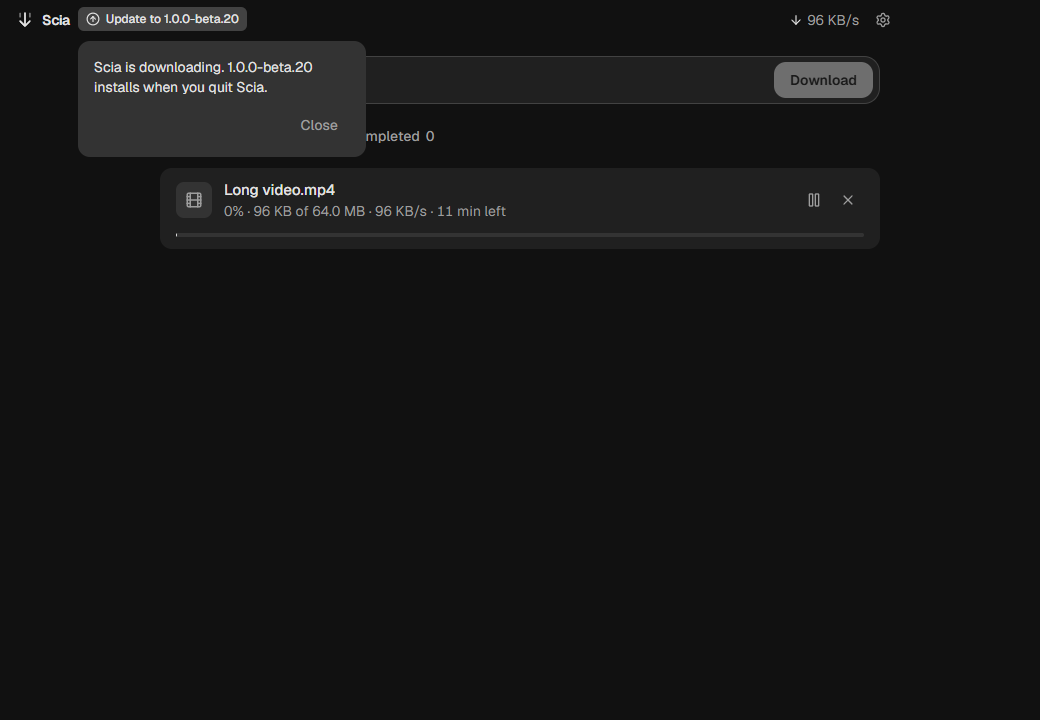 Scia
Update to 1.0.0-beta.20
96 KB/s
Scia is downloading. 1.0.0-beta.20
installs when you quit Scia.
Close
Download
mpleted 0
Long video.mp4
0% · 96 KB of 64.0 MB · 96 KB/s · 11 min left